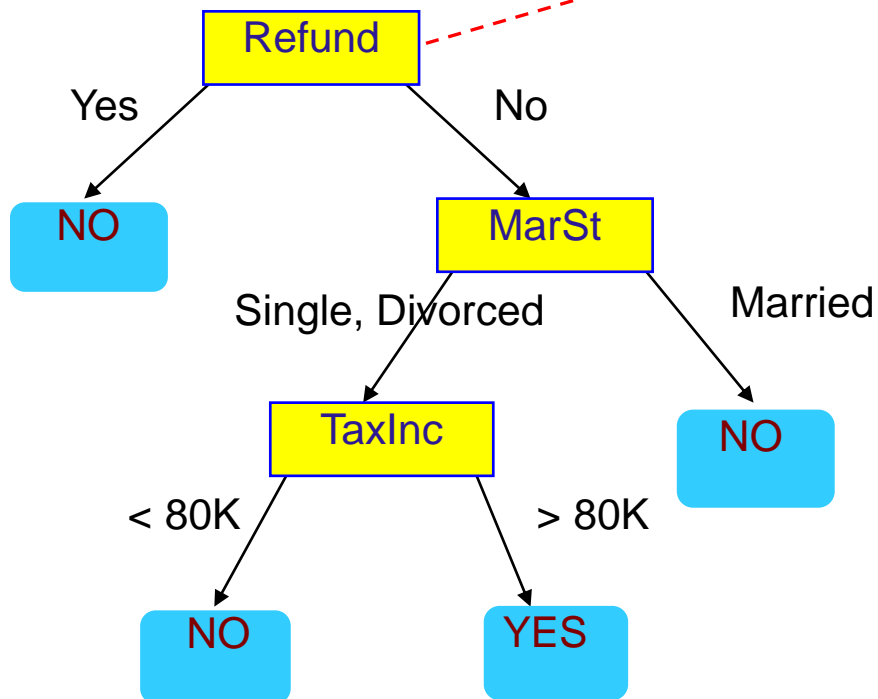 Refund
Yes
No
NO
MarSt
Single, Divorced
Married
TaxInc
NO
< 80K
> 80K
NO
YES